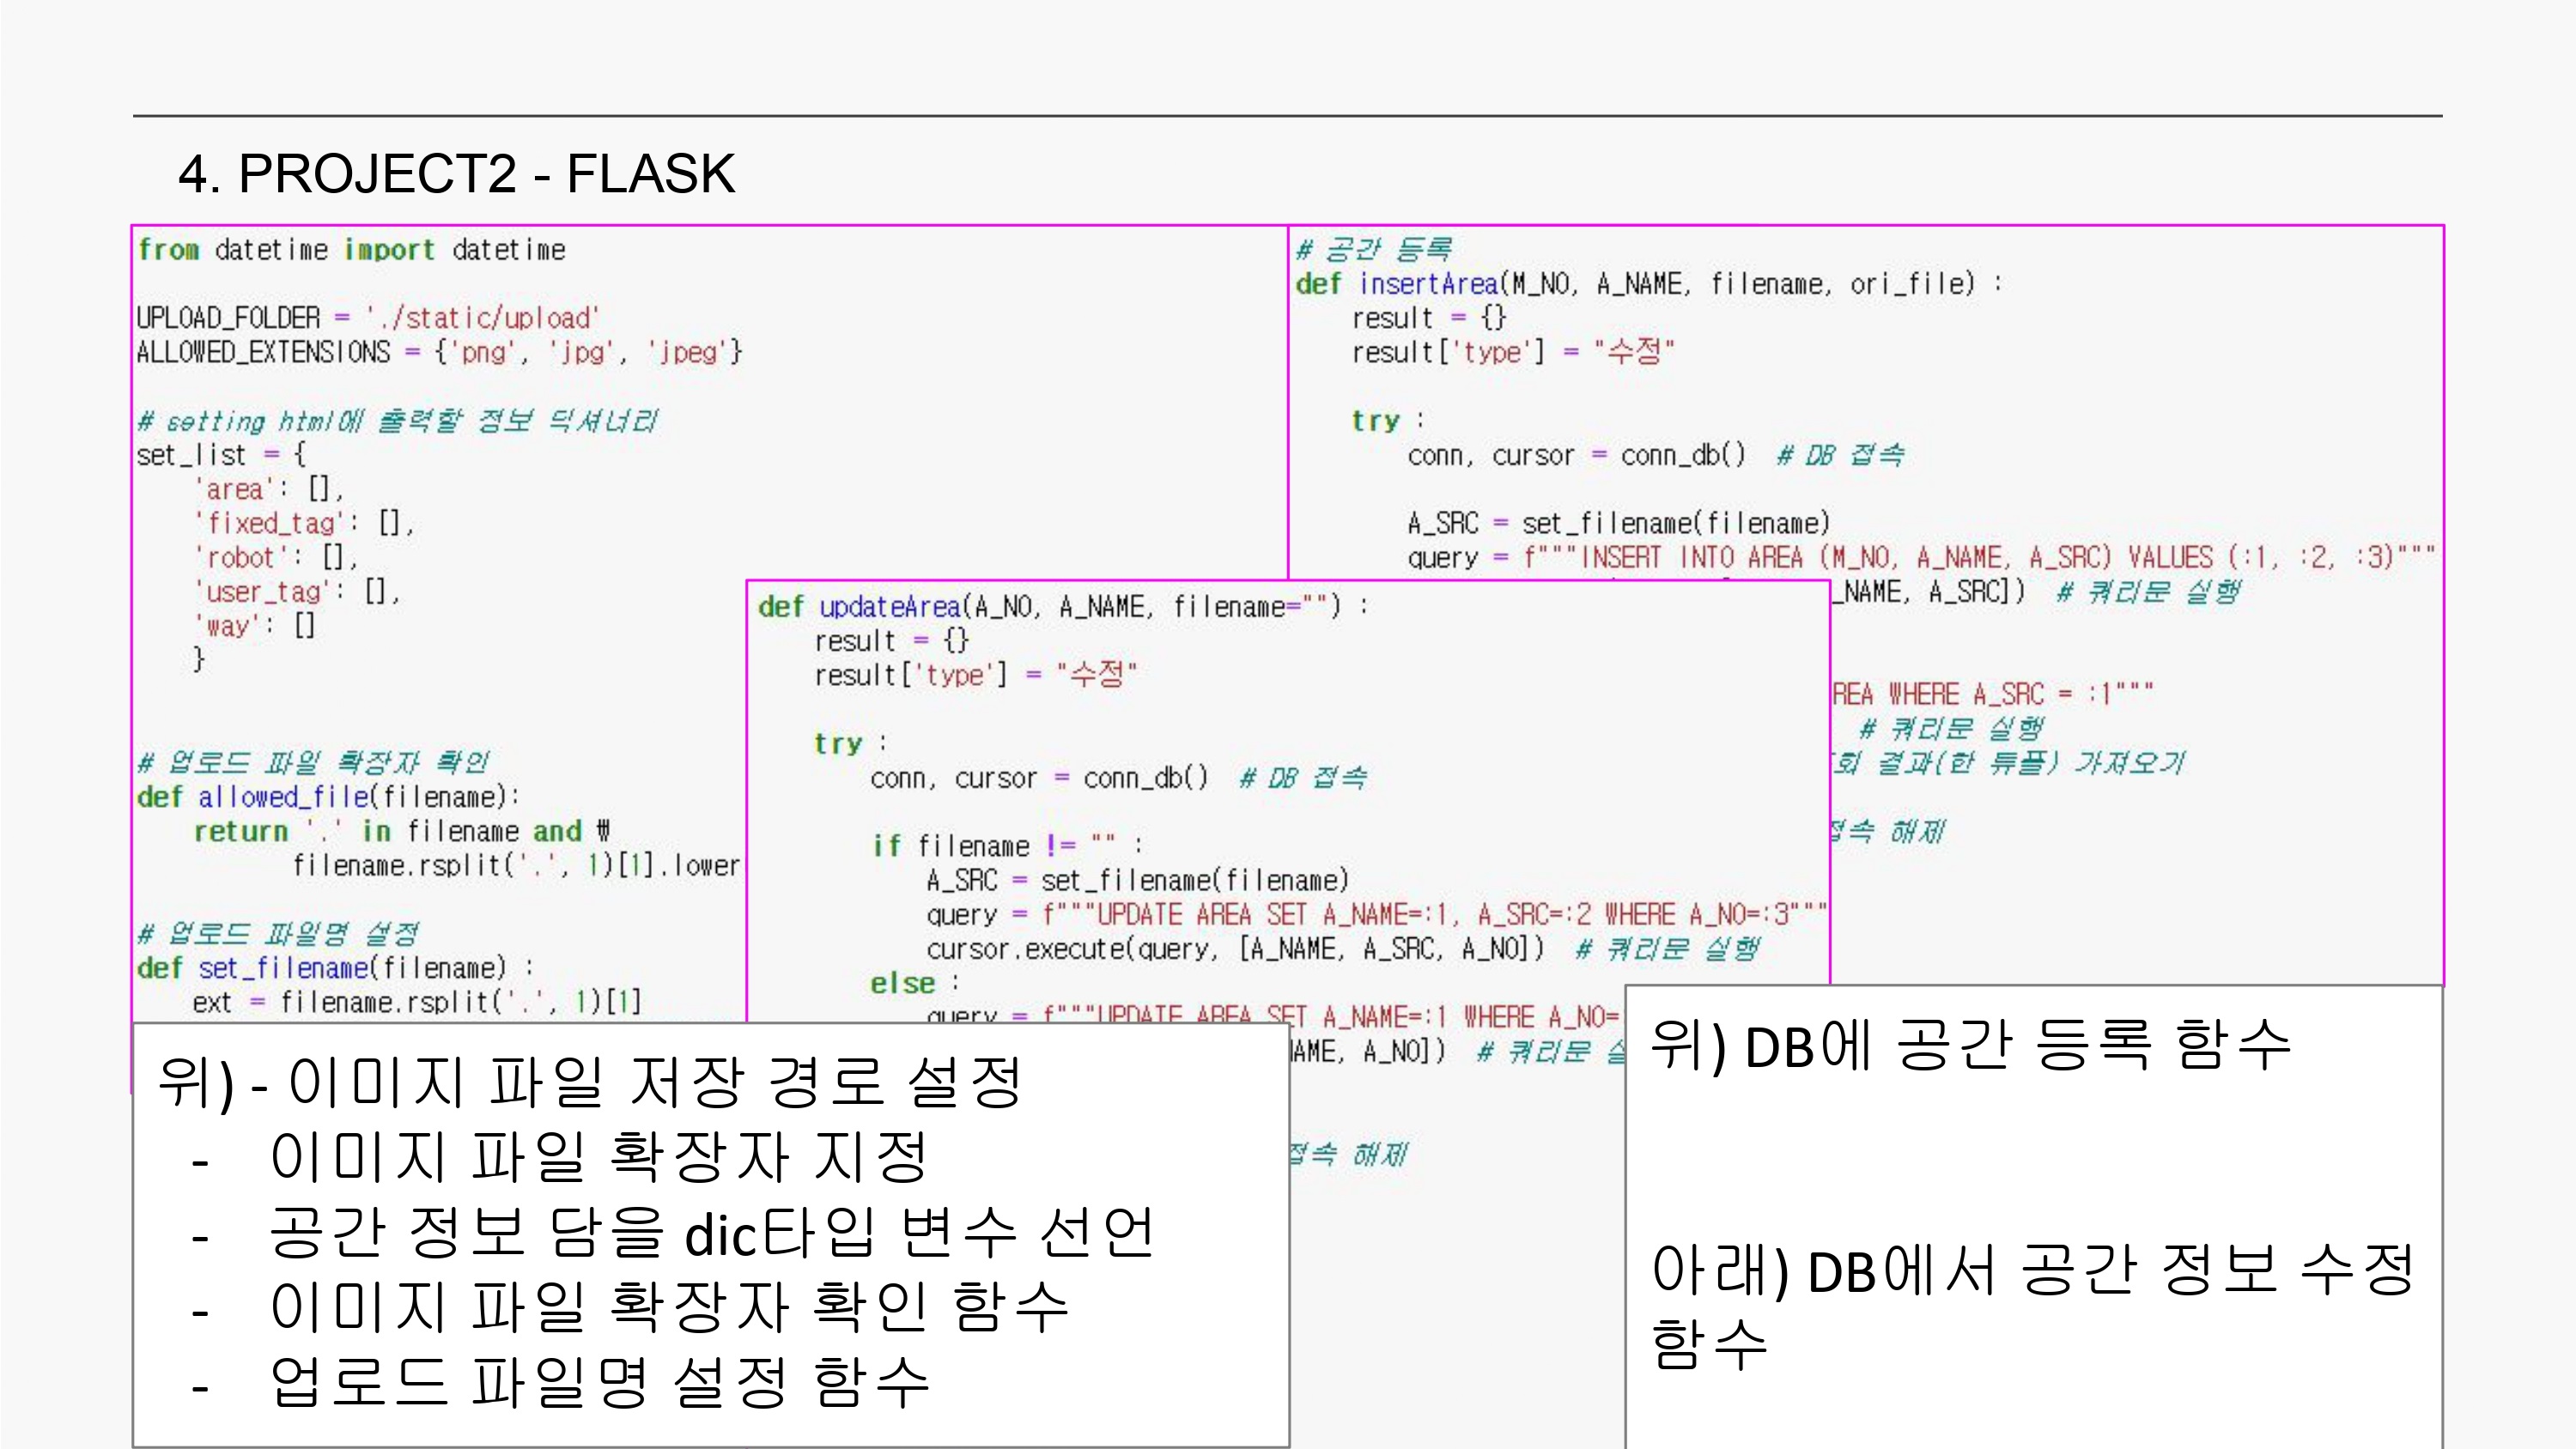 4. PROJECT2 - FLASK
from datetime import datetime
UPLOAD_FOLDER = './static/upload'
ALLOWED_EXTENSIONS = {'png', 'jpg', 'jpeg'}
# setting html에 출력할 정보 딕셔너리
set_list = {
'area': [],
'fixed_tag': [],
'robot': [],
'user_tag': [],
'way': []
}
# 업로드 파일 확장자 확인
def allowed_file(filename):
return '.' in filename and ₩
filename.rsplit('.', 1)[1].lower
# 업로드 파일명 설정
def set_filename(filename) :
ext = filename.rsplit('.', 1)[1]
# 공간 등록
def insertArea(M_NO, A_NAME, filename, ori_file) :
result = {}
result['type'] = "수정"
try :
conn, cursor = conn_db() # DB 접속
A_SRC = set_filename(filename)
query = f"""INSERT INTO AREA (M_NO, A_NAME, A_SRC) VALUES (:1, :2, :3)"""
_NAME, A_SRC]) # 쿼리문 실행
REA WHERE A_SRC = :1"""
# 쿼리문 실행
회 결과(한 튜플) 가져오기
접속 해제
def updateArea(A_NO, A_NAME, filename="") :
result = {}
result['type'] = "수정"
try :
conn, cursor = conn_db() # DB 접속
if filename != "" :
A_SRC = set_filename(filename)
query = f"""UPDATE AREA SET A_NAME=:1, A_SRC=:2 WHERE A_NO=:3"""
cursor.execute(query, [A_NAME, A_SRC, A_NO]) # 쿼리문 실행
else :
query = f"""UPDATE AREA SET A_NAME=:1 WHERE A_NO=
AME, A_NO]) # 쿼리문
접속 해제
위) - 이미지 파일 저장 경로 설정
- 이미지 파일 확장자 지정
- 공간 정보 담을 dic타입 변수 선언
- 이미지 파일 확장자 확인 함수
- 업로드 파일명 설정 함수
위) DB에 공간 등록 함수
아래) DB에서 공간 정보 수정
함수